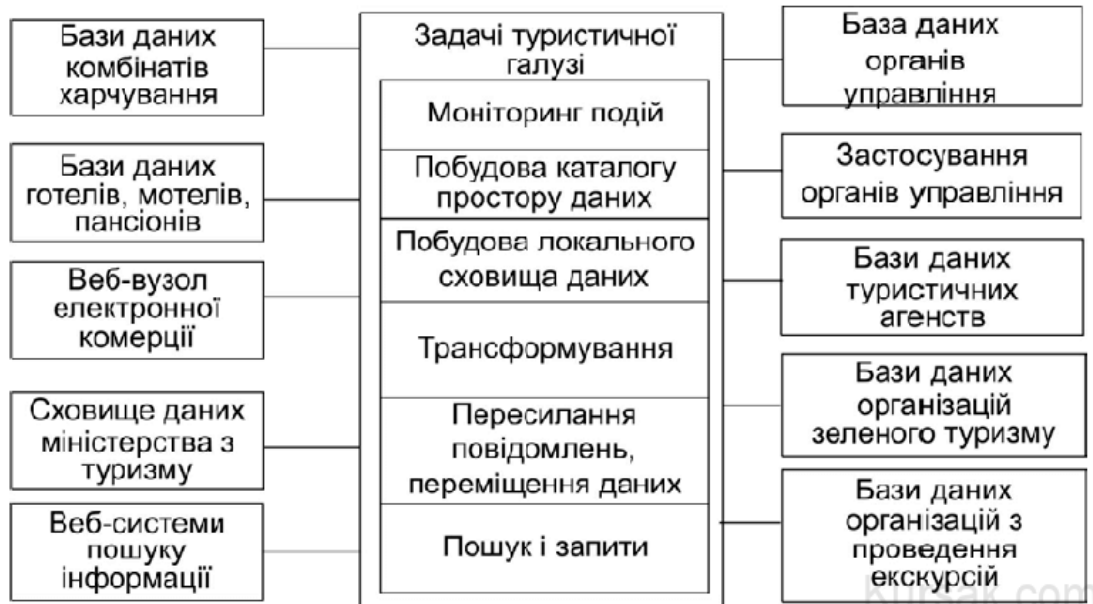 Бази даних
комбінатів
харчування
Бази даних
готелів, мотелів,
пансіонів
Веб-вузол
електронної
комерції
Сховище даних
міністерства з
туризму
Веб-системи
пошуку
інформації
Задачі туристичної
галузі
Моніторинг подій
Побудова каталогу
простору даних
Побудова локального
сховища даних
Трансформування
Пересилання
повідомлень,
переміщення даних
Пошук і запити
База даних
органів
управління
Застосування
органів управління
Бази даних
туристичних
агенств
Бази даних
організацій
зеленого туризму
Бази даних
організацій з
проведення
екскурсій
kursak.com